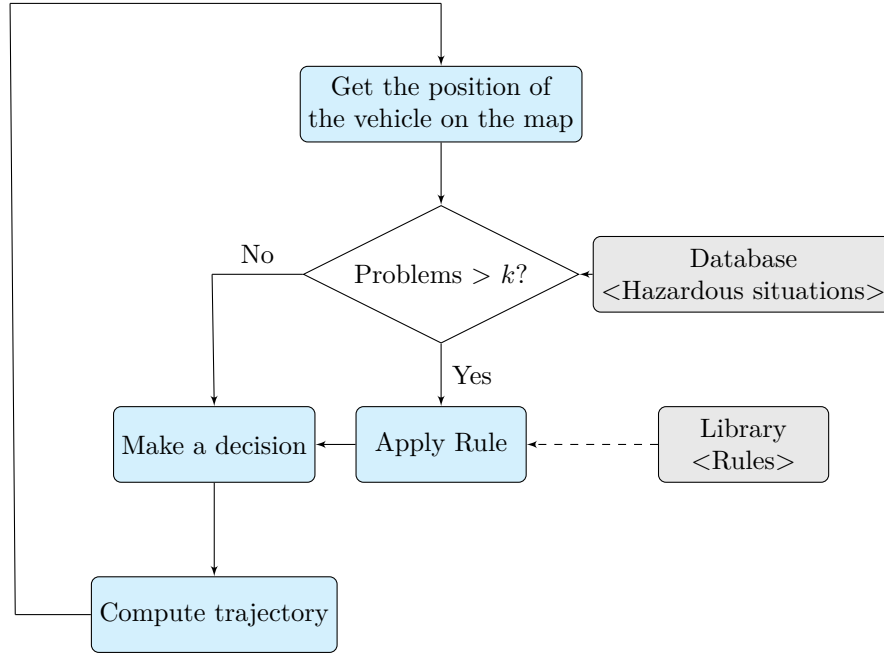 Get the position of
the vehicle on the map
No
Problems > k?
Database
<Hazardous situations>
Yes
Make a decision
Apply Rule
Library
<Rules>
Compute trajectory